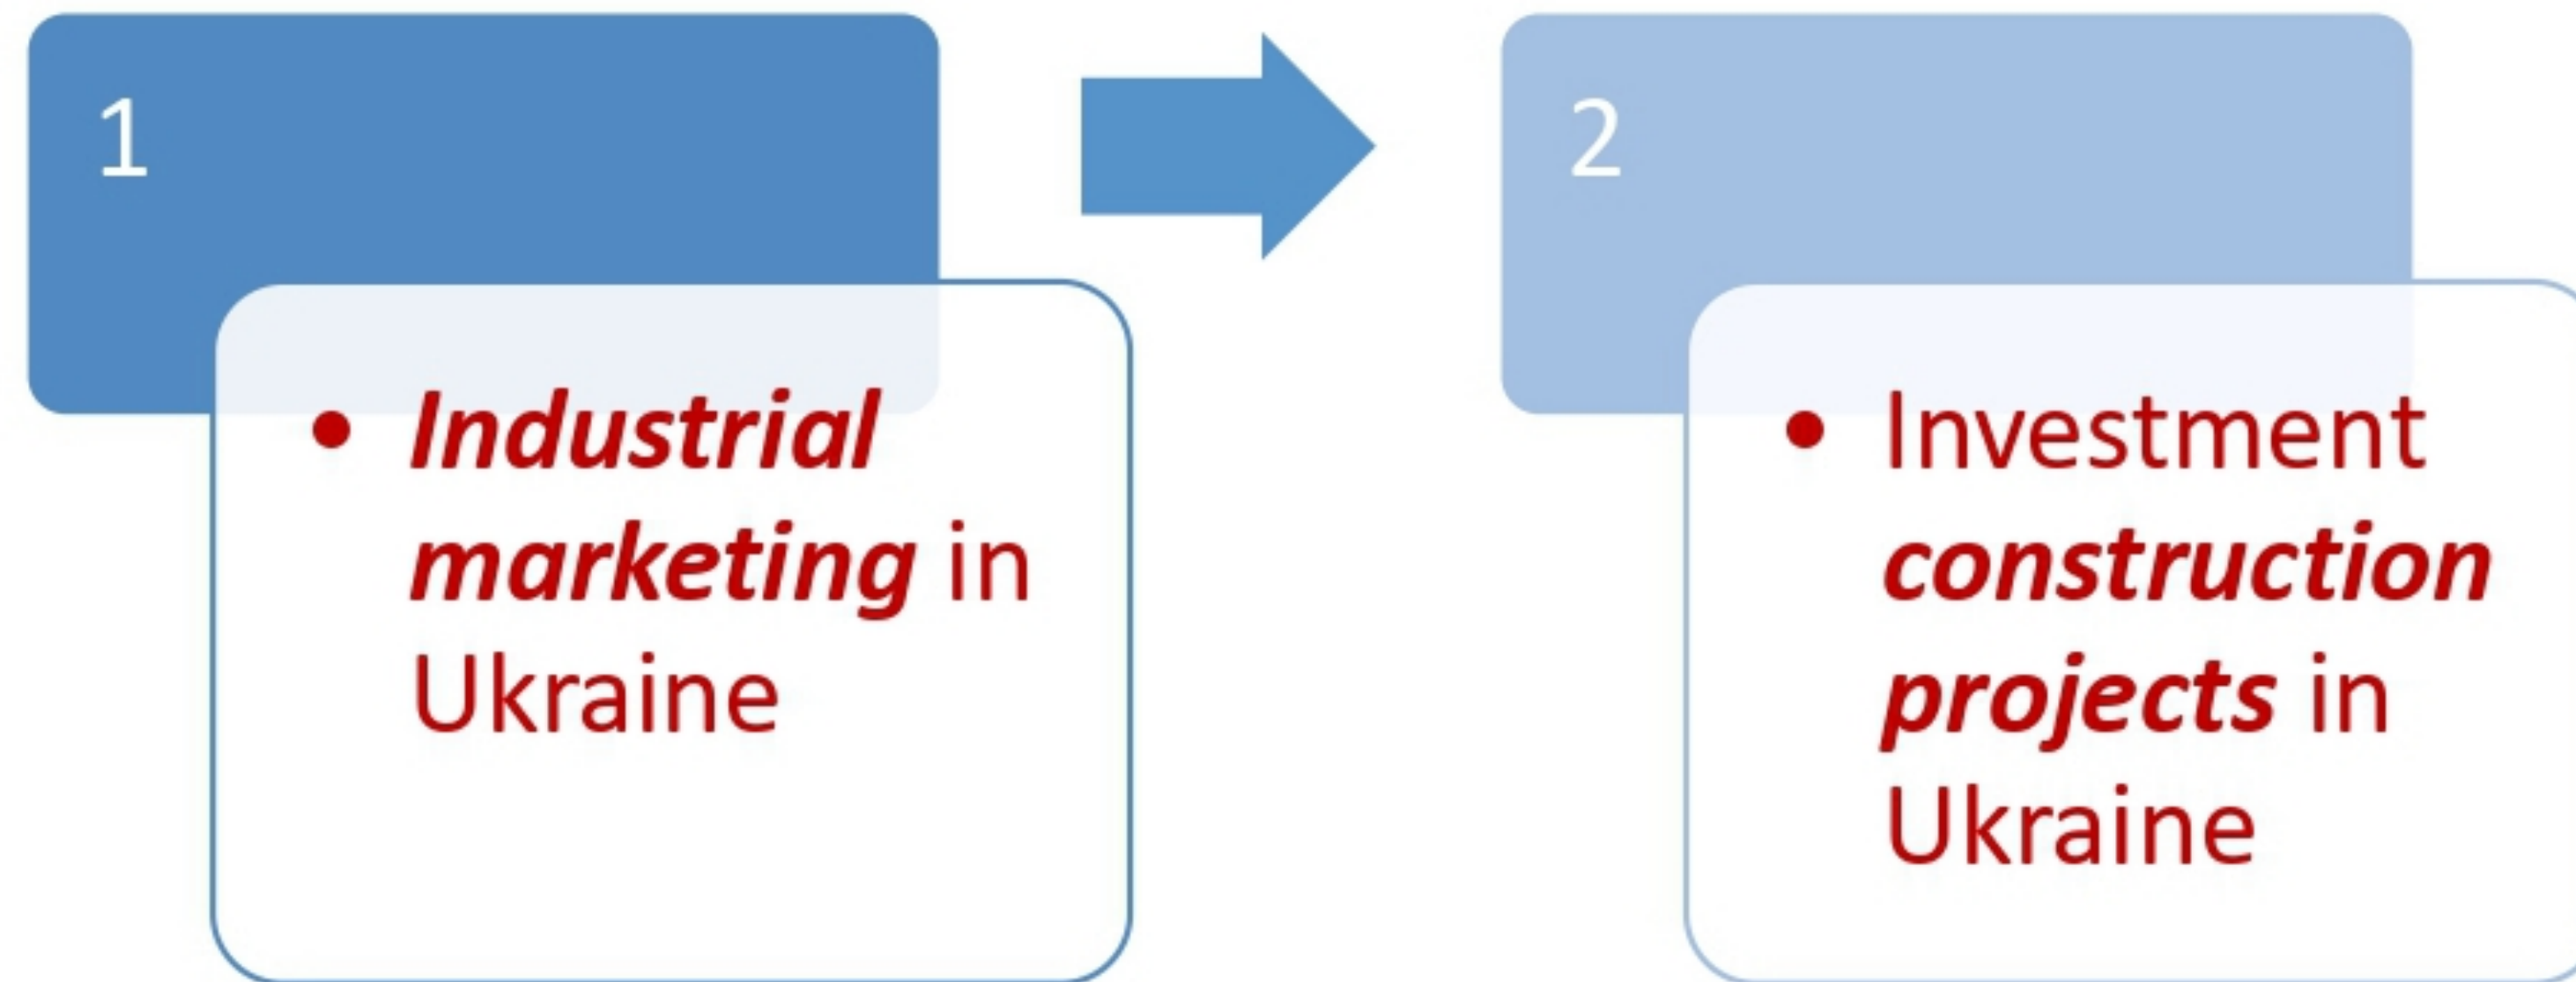 1
• Industrial
marketing in
Ukraine
2
• Investment
construction
projects in
Ukraine